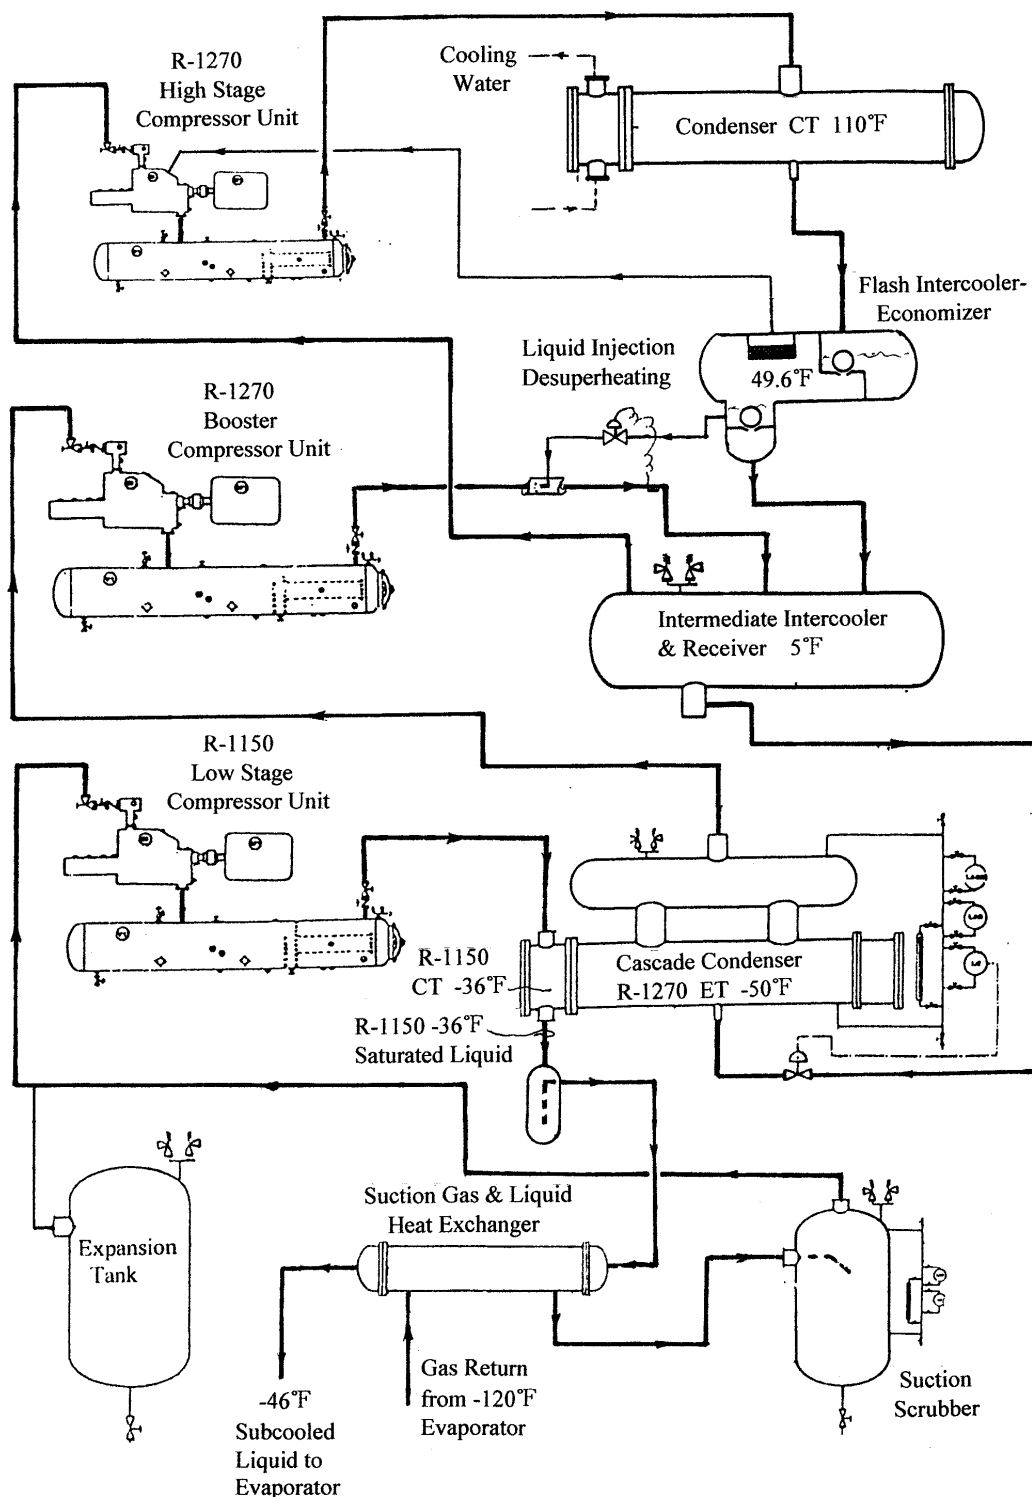 R-1270
High Stage
Compressor Unit
Cooling
Water
Condenser CT 110°F
Flash Intercooler-
Economizer
49.6°F
Liquid Injection
Desuperheating
R-1270
Booster
Compressor Unit
Intermediate Intercooler
& Receiver 5°F
R-1150
Low Stage
Compressor Unit
R-1150
CT -36°F
Cascade Condenser
R-1270 ET -50°F
R-1150 -36°F
Saturated Liquid
Suction Gas & Liquid
Heat Exchanger
Expansion
Tank
-46°F
Subcooled
Liquid to
Evaporator
Gas Return
from -120°F
Evaporator
Suction
Scrubber